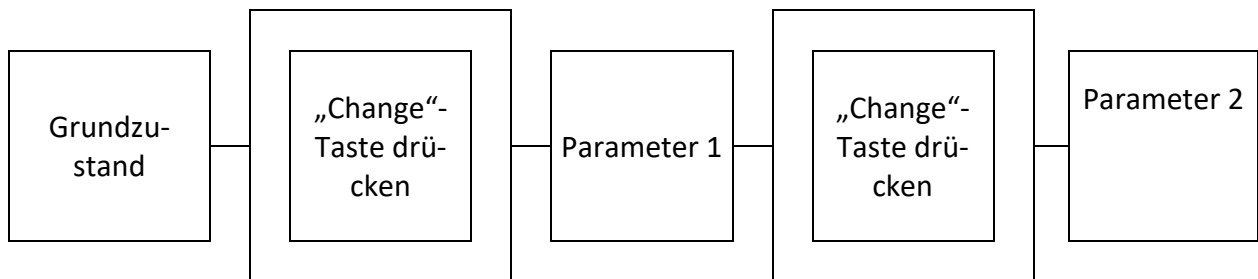 Grundzu-
stand
„Change“-
Taste drü-
cken
Parameter 1
„Change“-
Taste drü-
cken
Parameter 2